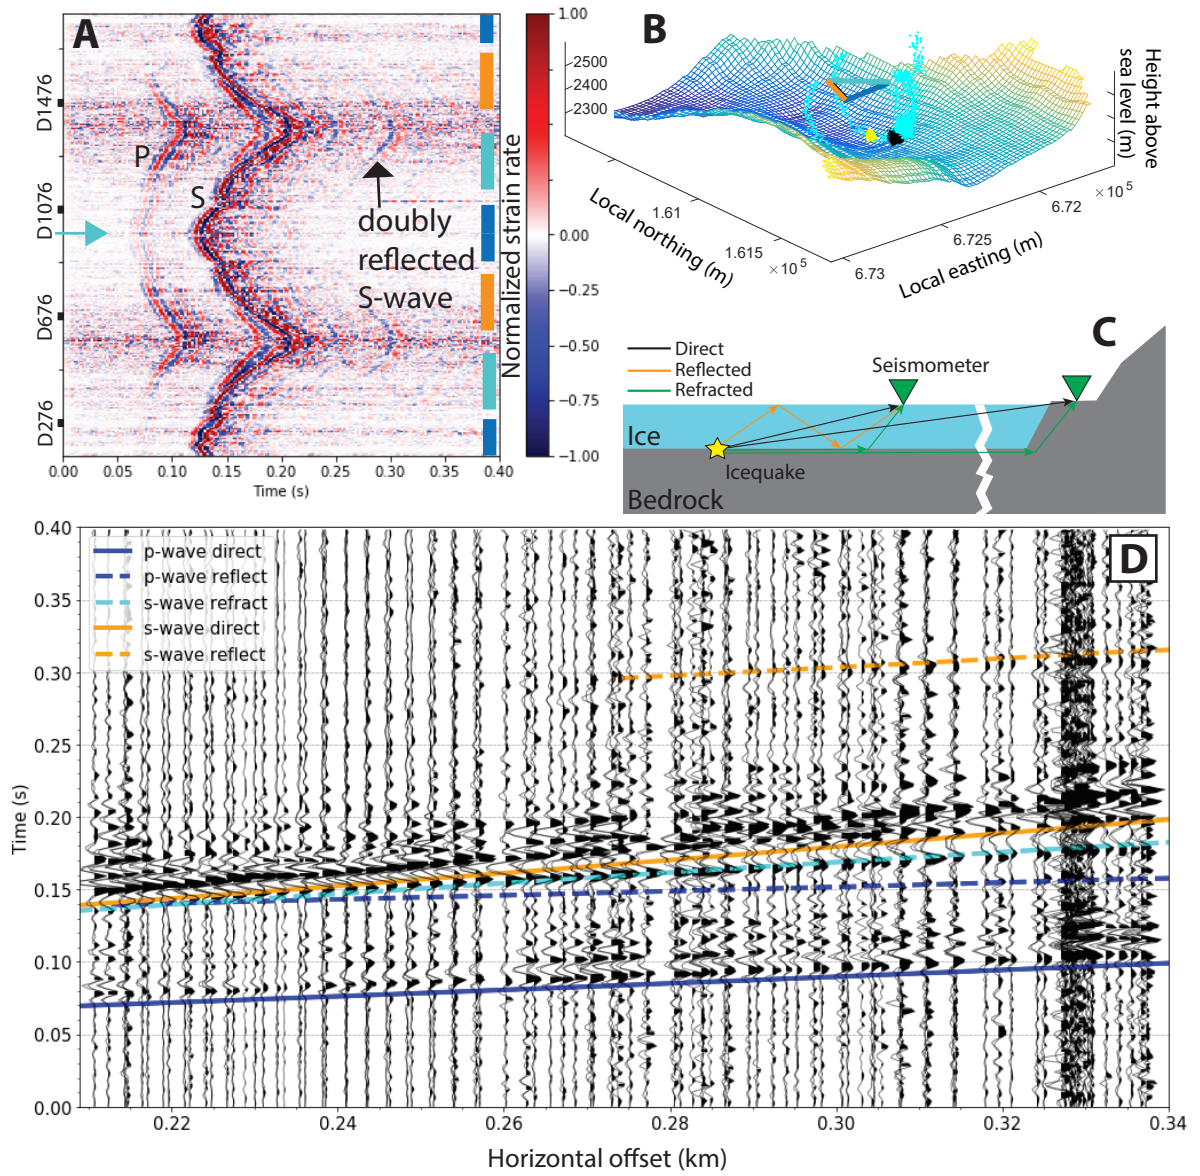 A
D1476
D1076
D676
D276
P
S
doubly
reflected
S-wave
0.00
0.05
0.10
0.15
0.20
0.25
0.30
0.35
0.40
Time (s)
1.00
0.00
−0.25
−0.50
−0.75
−1.00
Normalized strain rate
B
2500
2400
2300
Height above
sea level (m)
Local northing (m)
1.61
1.615
×10⁵
Local easting (m)
6.73
6.725
6.72
×10⁵
C
Direct
Reflected
Refracted
Seismometer
Ice
Icequake
Bedrock
D
p-wave direct
p-wave reflect
s-wave refract
s-wave direct
s-wave reflect
0.40
0.35
0.30
0.25
0.20
0.15
0.10
0.05
0.00
Time (s)
0.22
0.24
0.26
0.28
0.30
0.32
0.34
Horizontal offset (km)